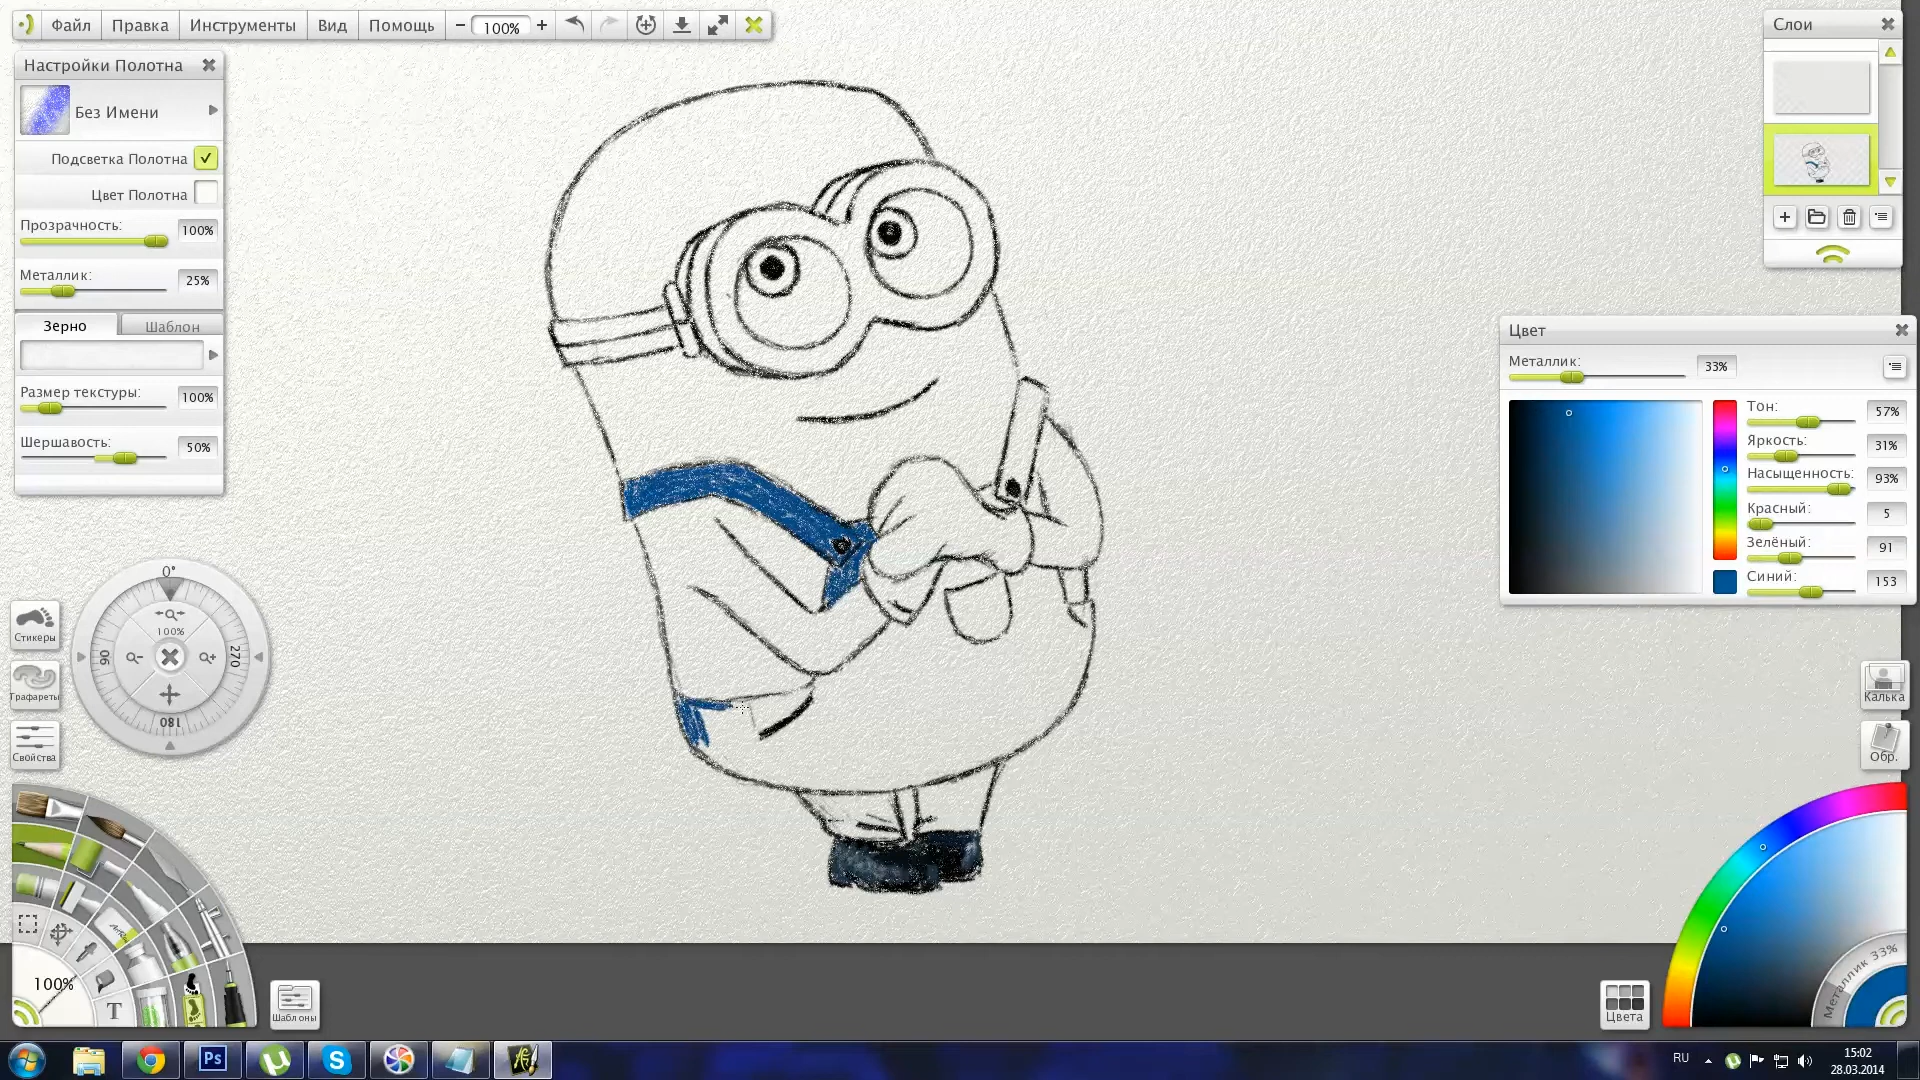 Файл Правка Инструменты Вид Помощь − 100% +
Настройки Полотна
Без Имени
Подсветка Полотна
Цвет Полотна
Прозрачность: 100%
Металлик: 25%
Зерно Шаблон
Размер текстуры: 100%
Шершавость: 50%
Слои
Цвет
Металлик: 33%
Тон: 57%
Яркость: 31%
Насыщенность: 93%
Красный: 5
Зелёный: 91
Синий: 153
0°
100%
90
270
180
Стикеры
Трафареты
Свойства
Калька
Обр.
100%
T
Шаблоны
Цвета
Металлик 33%
Ps
RU
15:02
28.03.2014